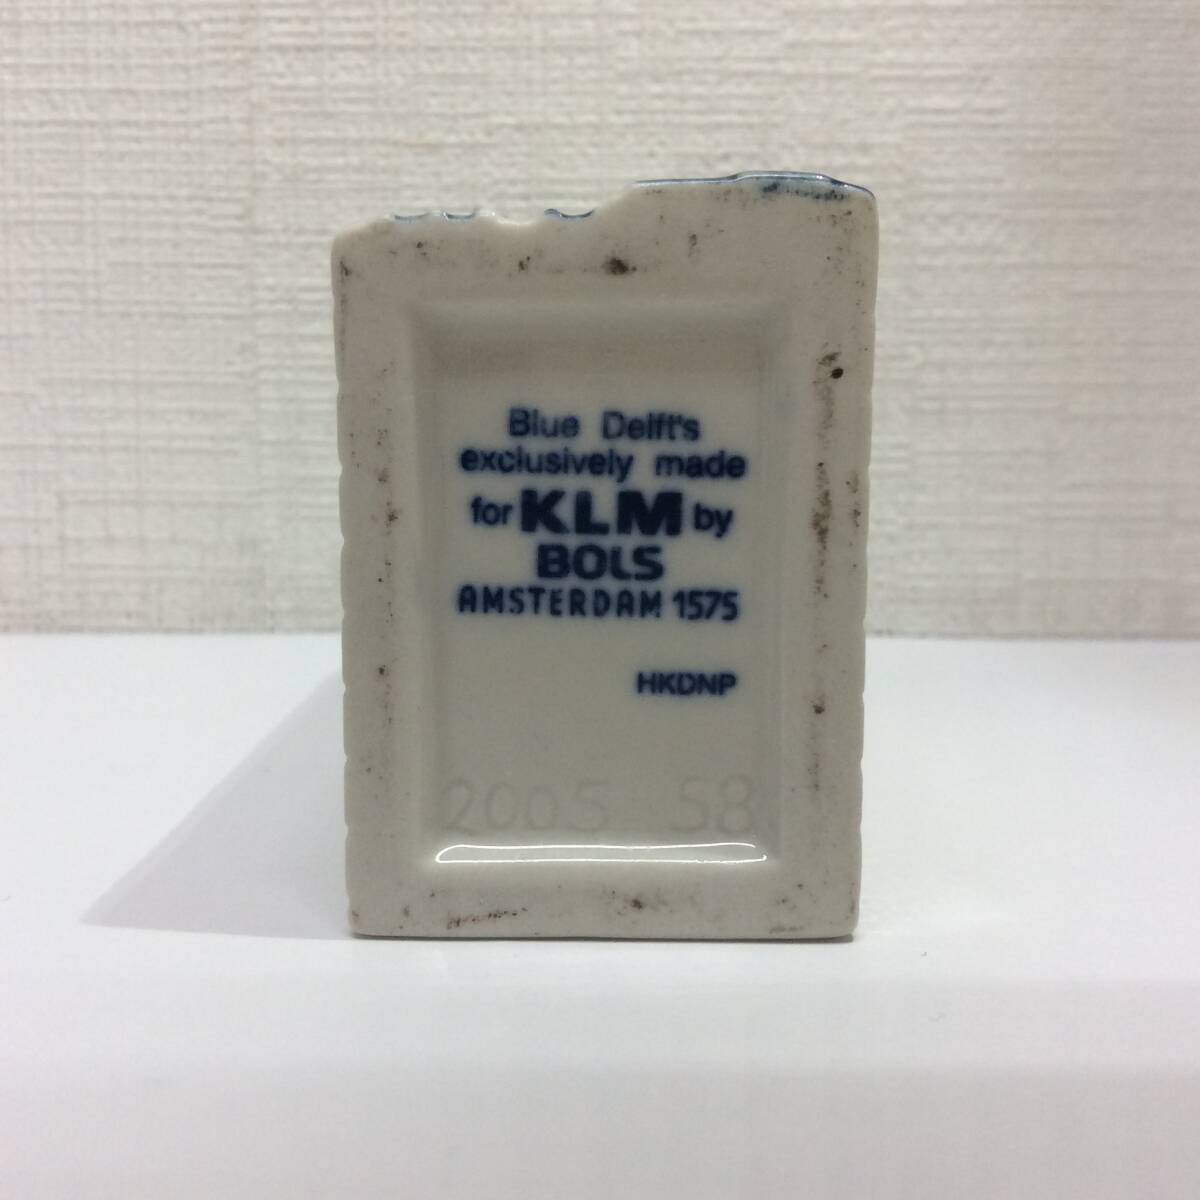 Blue Delft's
exclusively made
for KLM by
BOLS
AMSTERDAM 1575
HKDNP
2005 58